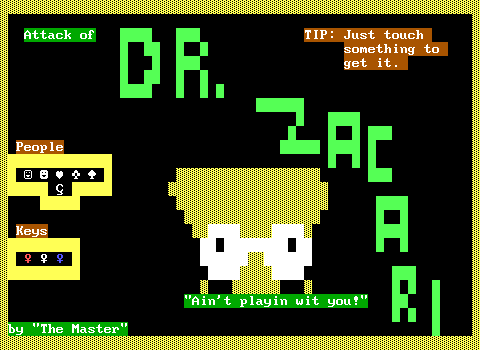 Attack of
DR.
ZACARI
TIP: Just touch
something to
get it.
People
Keys
"Ain't playin wit you!"
by "The Master"